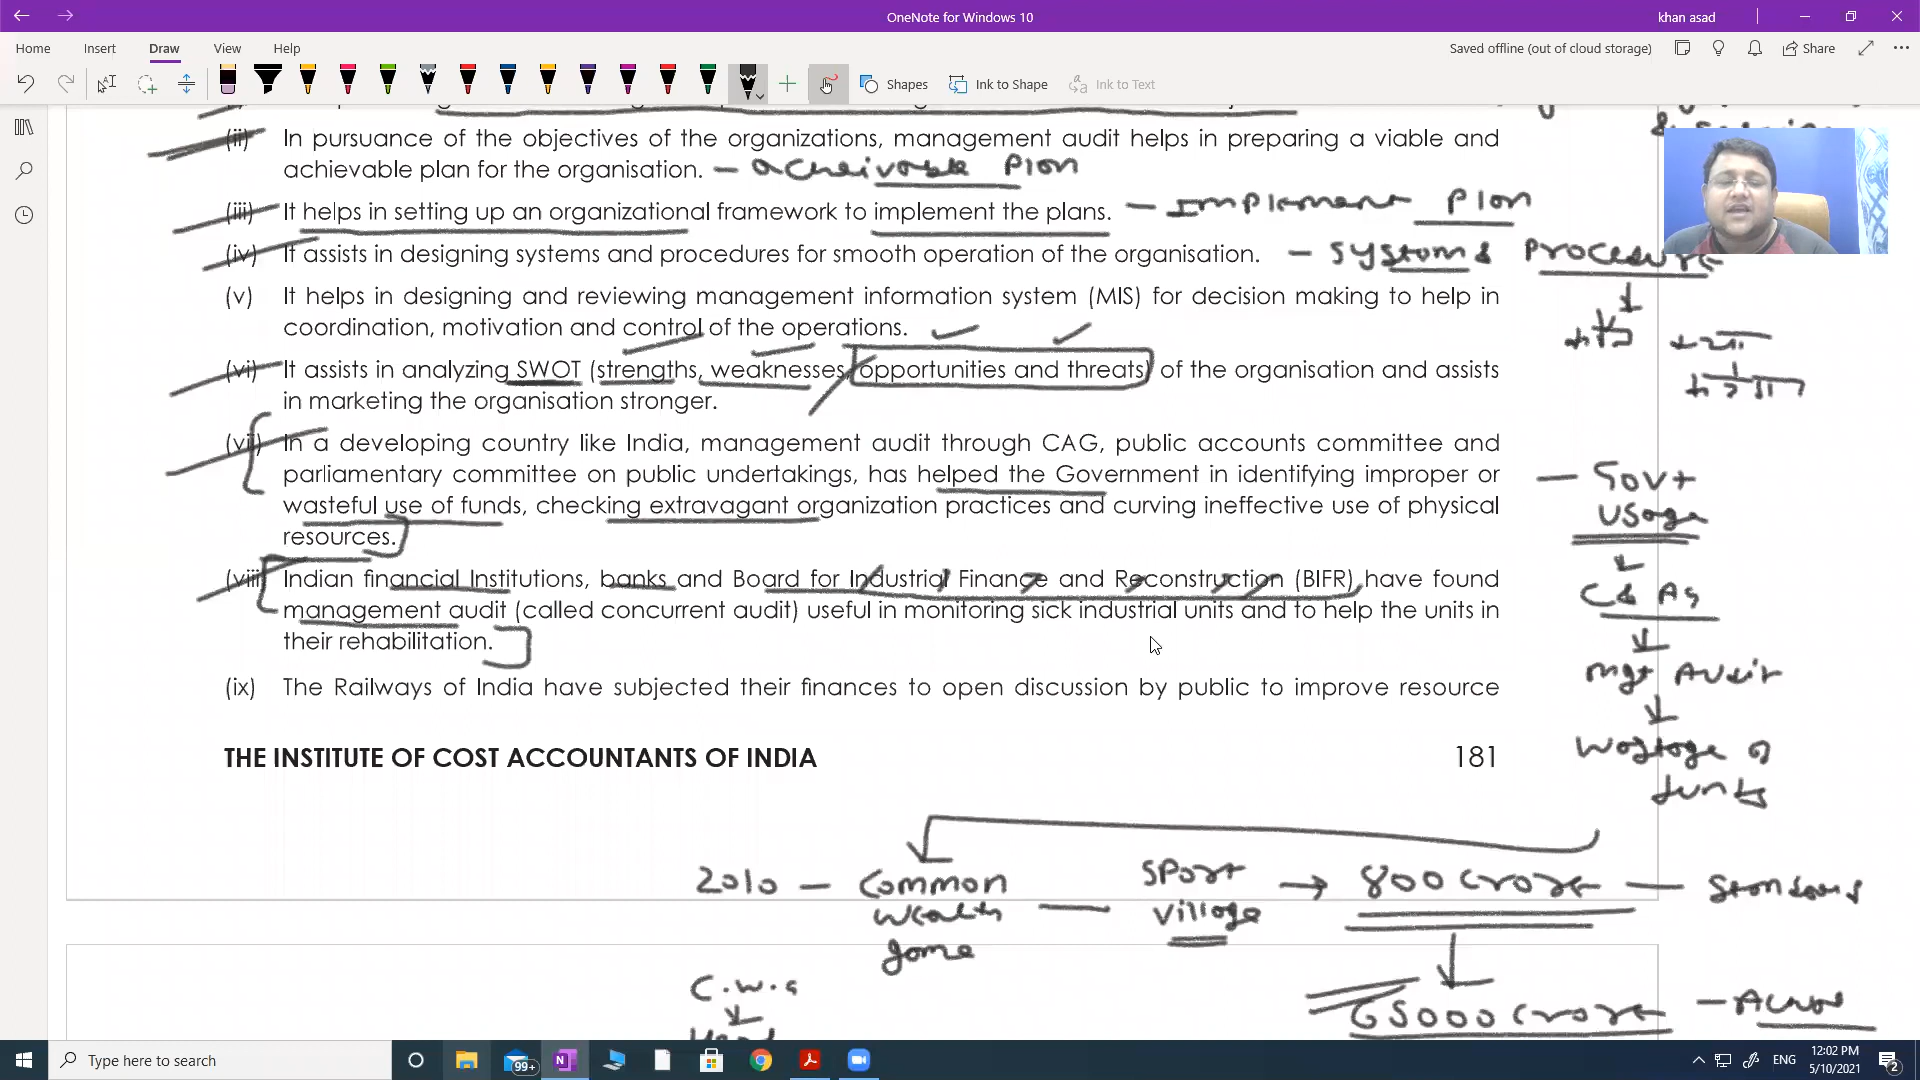 OneNote for Windows 10
khan asad
Home Insert Draw View Help
Saved offline (out of cloud storage)
Share
Shapes
Ink to Shape
Ink to Text
(ii) In pursuance of the objectives of the organizations, management audit helps in preparing a viable and
achievable plan for the organisation. - acheivable Plan
(iii) It helps in setting up an organizational framework to implement the plans. - Implement Plan
(iv) It assists in designing systems and procedures for smooth operation of the organisation. - Systom & Procedure
(v) It helps in designing and reviewing management information system (MIS) for decision making to help in
coordination, motivation and control of the operations.
(vi) It assists in analyzing SWOT (strengths, weaknesses, opportunities and threats) of the organisation and assists
in marketing the organisation stronger.
(vii) In a developing country like India, management audit through CAG, public accounts committee and
parliamentary committee on public undertakings, has helped the Government in identifying improper or
wasteful use of funds, checking extravagant organization practices and curving ineffective use of physical
resources.
- Govt
Usage
C & AG
Mgt Audit
Wastage of
funds
(viii) Indian financial Institutions, banks and Board for Industrial Finance and Reconstruction (BIFR) have found
management audit (called concurrent audit) useful in monitoring sick industrial units and to help the units in
their rehabilitation.
(ix) The Railways of India have subjected their finances to open discussion by public to improve resource
THE INSTITUTE OF COST ACCOUNTANTS OF INDIA 181
2010 - Common Wealth Game - Sport Village → 800 crore - Standard
C.W.G
65000 crore - Actual
Type here to search
99+
ENG
12:02 PM
5/10/2021
2